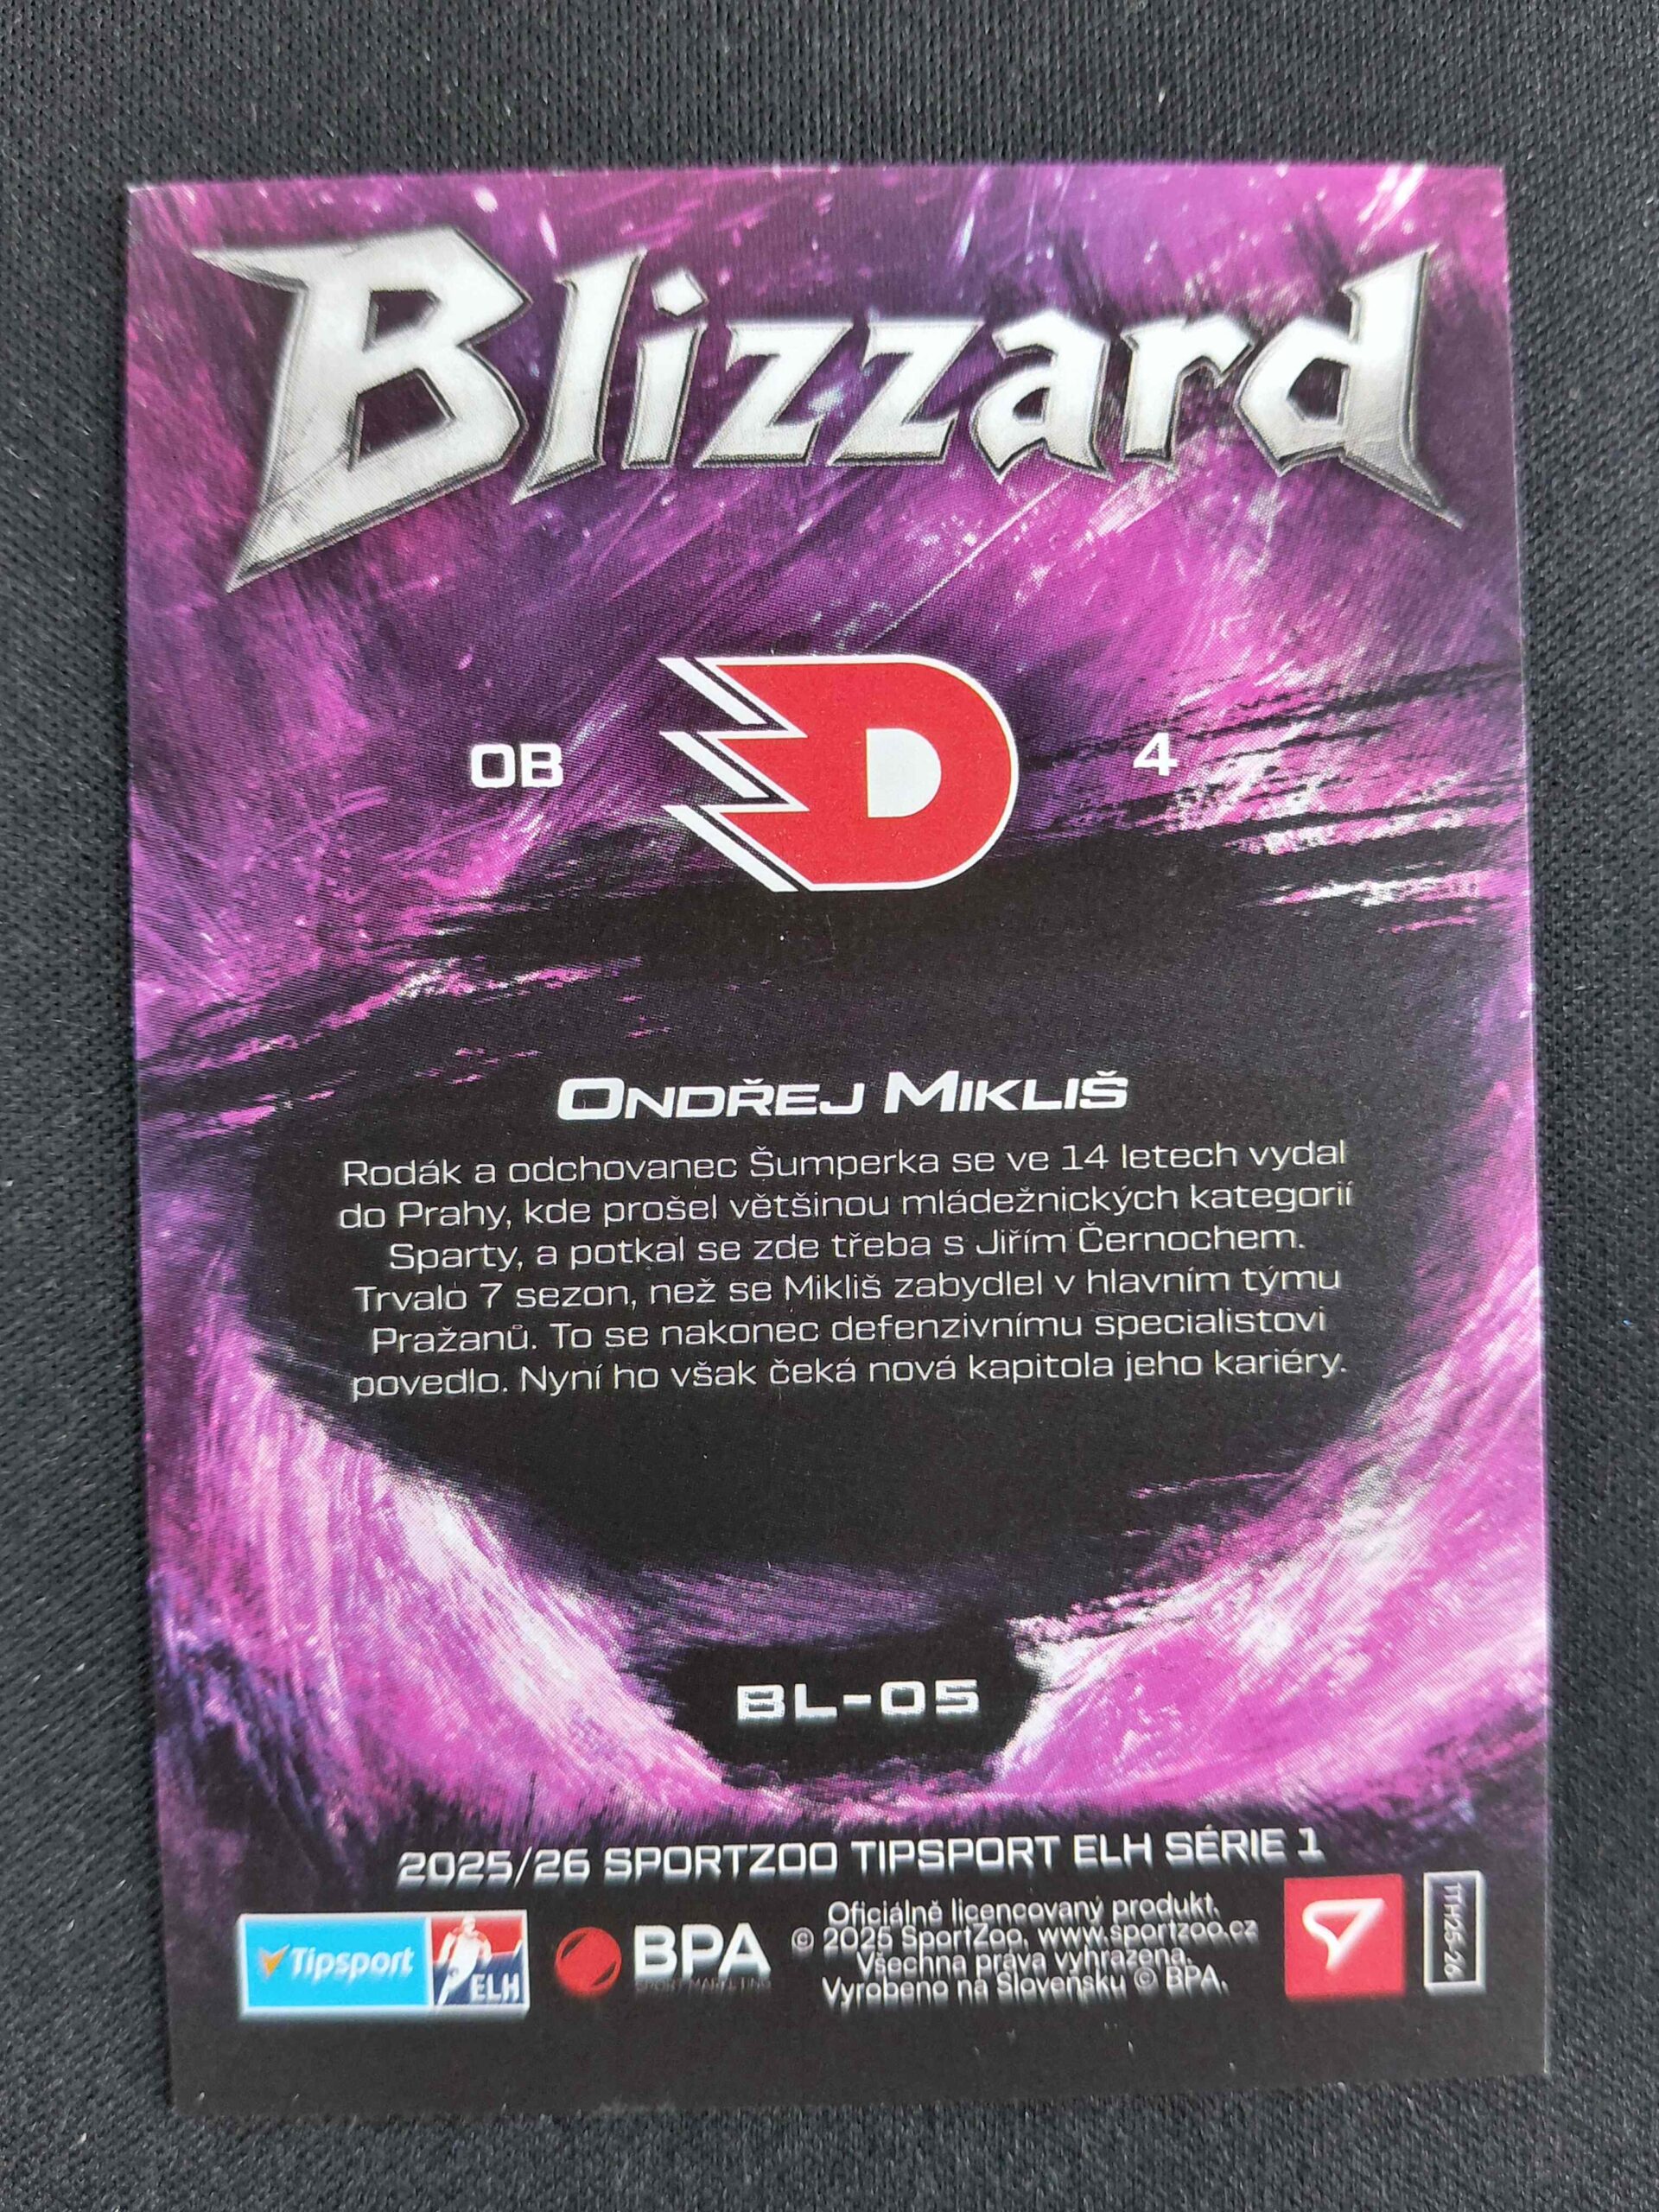 Blizzard
OB
D
4
ONDŘEJ MIKLIŠ
Rodák a odchovanec Šumperka se ve 14 letech vydal
do Prahy, kde prošel většinou mládežnických kategorií
Sparty, a potkal se zde třeba s Jiřím Černochem.
Trvalo 7 sezon, než se Mikliš zabydlel v hlavním týmu
Pražanů. To se nakonec defenzivnímu specialistovi
povedlo. Nyní ho však čeká nová kapitola jeho kariéry.
BL-05
2025/26 SPORTZOO TIPSPORT ELH SÉRIE 1
Tipsport
ELH
BPA
SPORT MARKETING
Oficiálně licencovaný produkt.
© 2025 SportZoo, www.sportzoo.cz
Všechna práva vyhrazena.
Vyrobeno na Slovensku © BPA.
TTH25-26